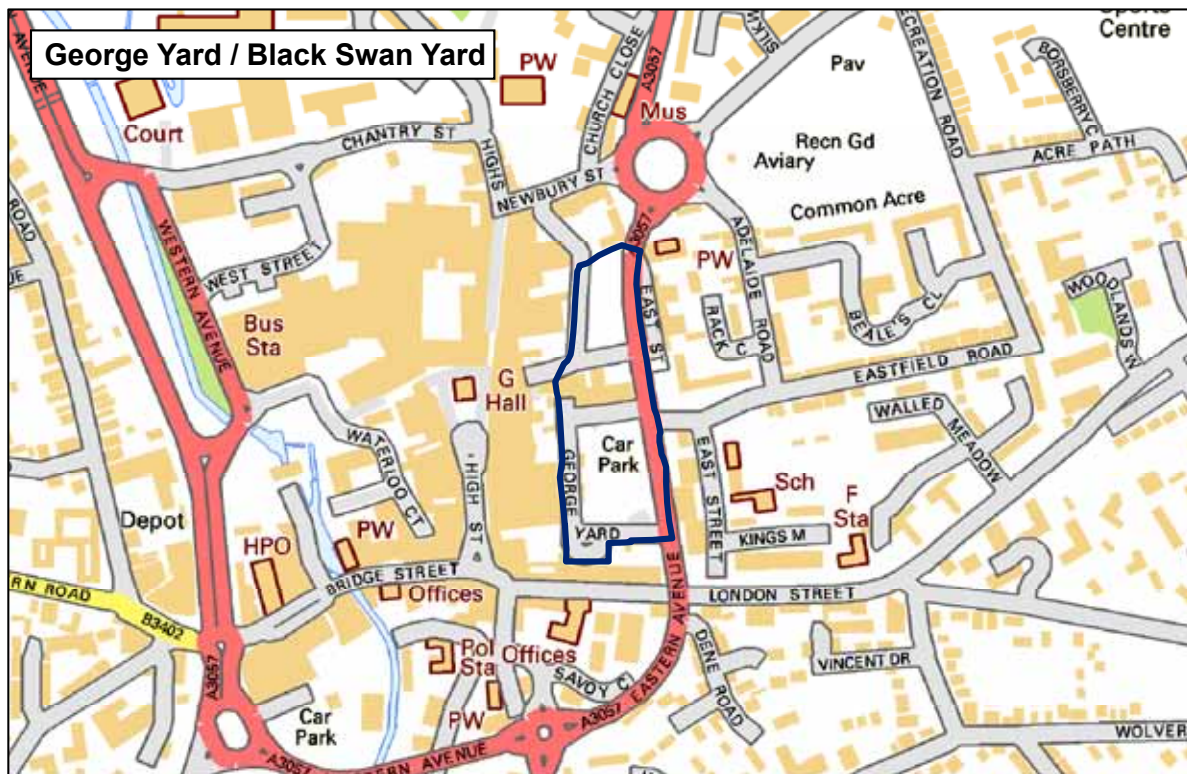 George Yard / Black Swan Yard
Centre
AVENUE
PW
CHURCH CLOSE
A3057
Mus
Pav
RECREATION ROAD
BORSBERRY C
Court
CHANTRY ST
HIGH S
NEWBURY ST
Recn Gd
Aviary
ACRE PATH
Common Acre
ROAD
WESTERN AVENUE
WEST STREET
3057
PW
ADELAIDE ROAD
Bus
Sta
EAST ST
RACK C
BEALE'S CL
WOODLANDS W
G
Hall
EASTFIELD ROAD
WATERLOO CT
HIGH ST
GEORGE
YARD
Car
Park
EAST STREET
WALLED
MEADOW
Sch
F
Sta
KINGS M
Depot
HPO
PW
BRIDGE STREET
Offices
LONDON STREET
RN ROAD
B3402
A3057
Pol
Sta
Offices
SAVOY C
EASTERN AVENUE
DENE ROAD
VINCENT DR
PW
A3057
Car
Park
A3057
AVENUE
WOLVER